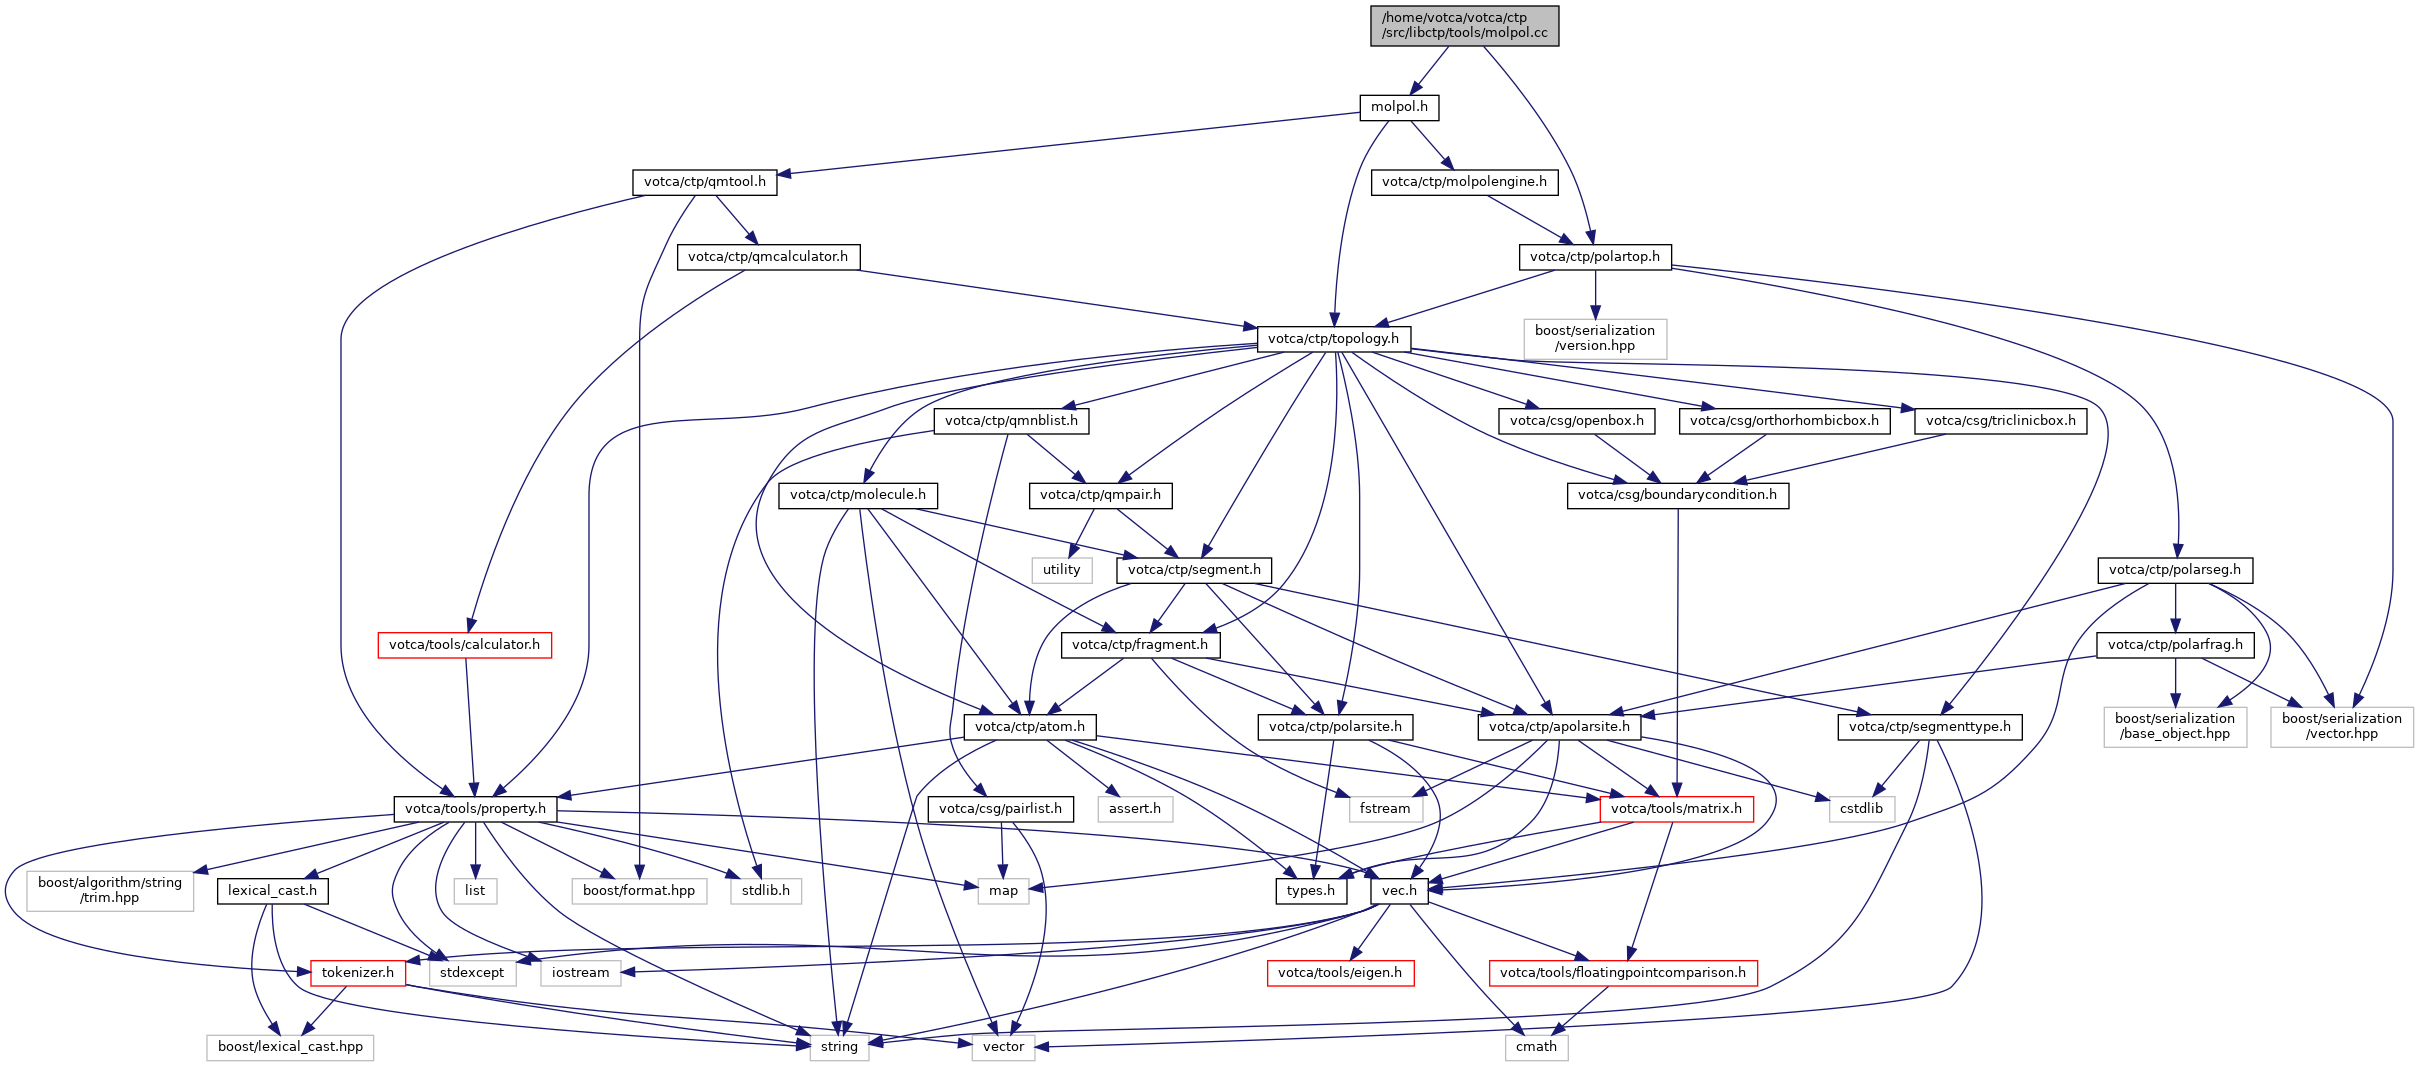 /home/votca/votca/ctp
/src/libctp/tools/molpol.cc
molpol.h
votca/ctp/qmtool.h
votca/ctp/molpolengine.h
votca/ctp/qmcalculator.h
votca/ctp/polartop.h
votca/ctp/topology.h
boost/serialization
/version.hpp
votca/ctp/qmnblist.h
votca/csg/openbox.h
votca/csg/orthorhombicbox.h
votca/csg/triclinicbox.h
votca/ctp/molecule.h
votca/ctp/qmpair.h
votca/csg/boundarycondition.h
utility
votca/ctp/segment.h
votca/ctp/polarseg.h
votca/tools/calculator.h
votca/ctp/fragment.h
votca/ctp/polarfrag.h
votca/ctp/atom.h
votca/ctp/polarsite.h
votca/ctp/apolarsite.h
votca/ctp/segmenttype.h
boost/serialization
/base_object.hpp
boost/serialization
/vector.hpp
votca/tools/property.h
votca/csg/pairlist.h
assert.h
fstream
votca/tools/matrix.h
cstdlib
boost/algorithm/string
/trim.hpp
lexical_cast.h
list
boost/format.hpp
stdlib.h
map
types.h
vec.h
tokenizer.h
stdexcept
iostream
votca/tools/eigen.h
votca/tools/floatingpointcomparison.h
boost/lexical_cast.hpp
string
vector
cmath